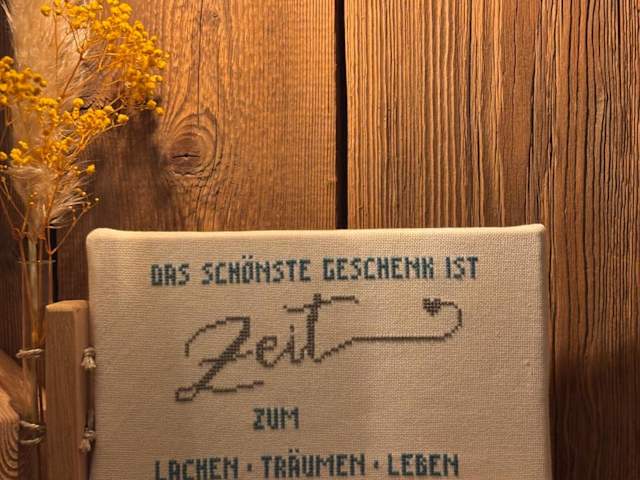 DAS SCHÖNSTE GESCHENK IST
Zeit
ZUM
LACHEN · TRÄUMEN · LEBEN